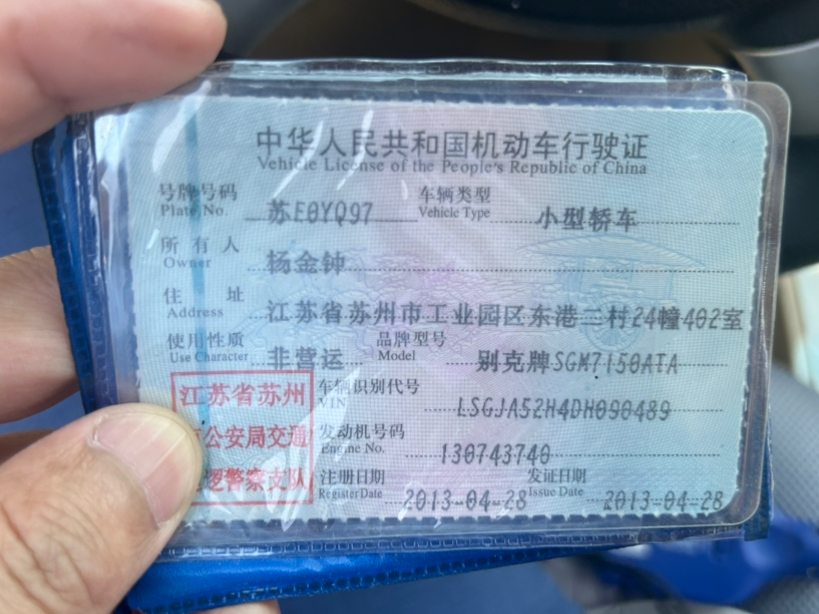 中华人民共和国机动车行驶证
Vehicle License of the People's Republic of China
号牌号码 苏E0YQ97 车辆类型 小型轿车
Plate No. Vehicle Type
所有人 杨金钟
Owner
住址 江苏省苏州市工业园区东港二村24幢402室
Address
使用性质 非营运 品牌型号 别克牌SGM7150ATA
Use Character Model
江苏省苏州 车辆识别代号 LSGJA52H4DH090489
VIN
公安局交通 发动机号码 130743740
Engine No.
警察支队 注册日期 2013-04-28 发证日期 2013-04-28
Register Date Issue Date